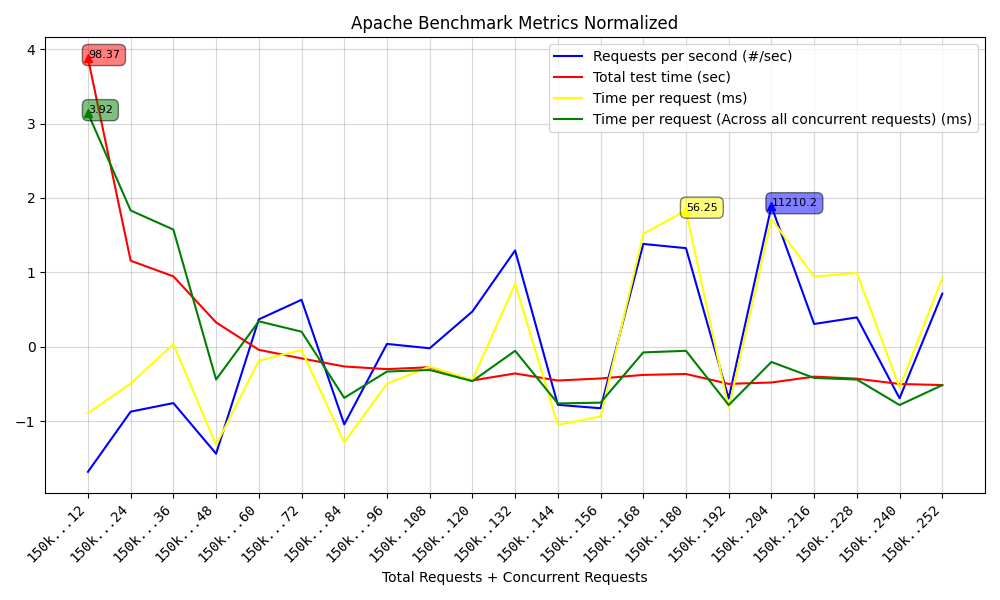 Apache Benchmark Metrics Normalized
4
3
2
1
0
−1
98.37
3.92
56.25
11210.2
Requests per second (#/sec)
Total test time (sec)
Time per request (ms)
Time per request (Across all concurrent requests) (ms)
150k...12
150k...24
150k...36
150k...48
150k...60
150k...72
150k...84
150k...96
150k..108
150k..120
150k..132
150k..144
150k..156
150k..168
150k..180
150k..192
150k..204
150k..216
150k..228
150k..240
150k..252
Total Requests + Concurrent Requests